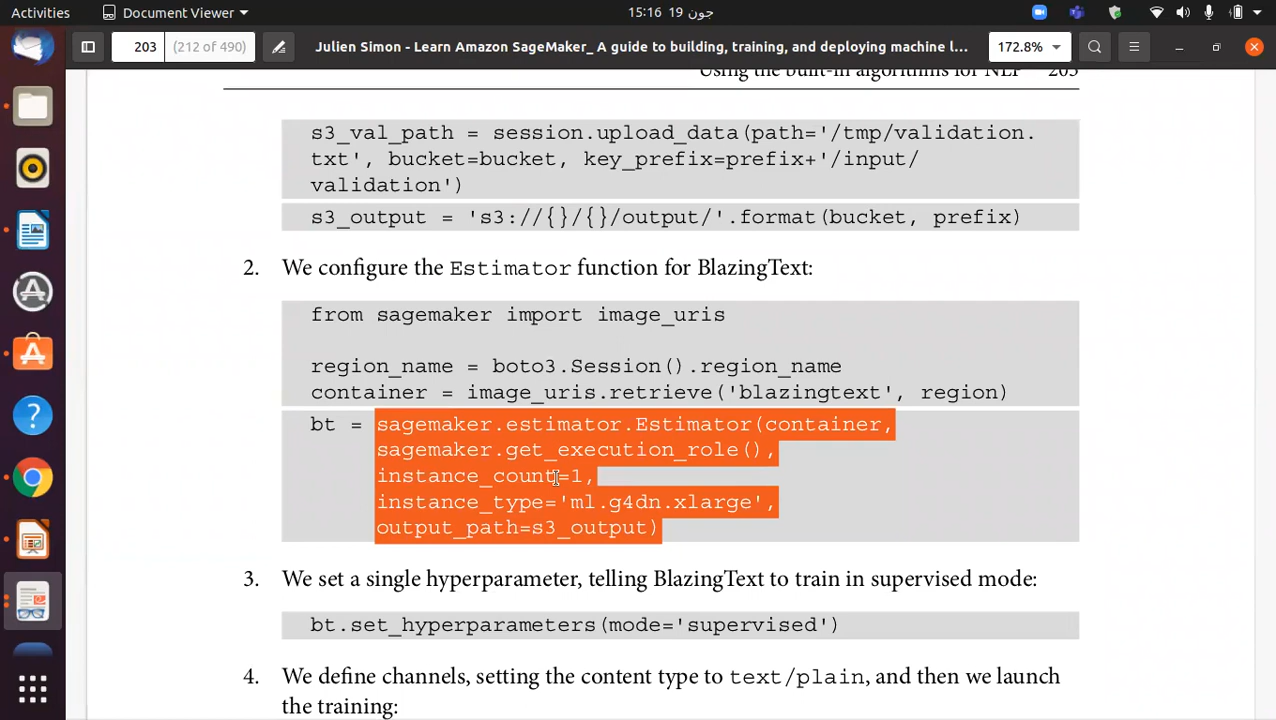 Activities
Document Viewer
15:16 19 جون
203
(212 of 490)
Julien Simon- Learn Amazon SageMaker_ A guide to building, training, and deploying machine l...
172.8%
Using the built-in algorithms for NLP 203
s3_val_path = session.upload_data(path='/tmp/validation.
txt', bucket=bucket, key_prefix=prefix+'/input/
validation')
s3_output = 's3://{}/{}/output/'.format(bucket, prefix)
2. We configure the Estimator function for BlazingText:
from sagemaker import image_uris
region_name = boto3.Session().region_name
container = image_uris.retrieve('blazingtext', region)
bt = sagemaker.estimator.Estimator(container,
sagemaker.get_execution_role(),
instance_count=1,
instance_type='ml.g4dn.xlarge',
output_path=s3_output)
3. We set a single hyperparameter, telling BlazingText to train in supervised mode:
bt.set_hyperparameters(mode='supervised')
4. We define channels, setting the content type to text/plain, and then we launch
the training: